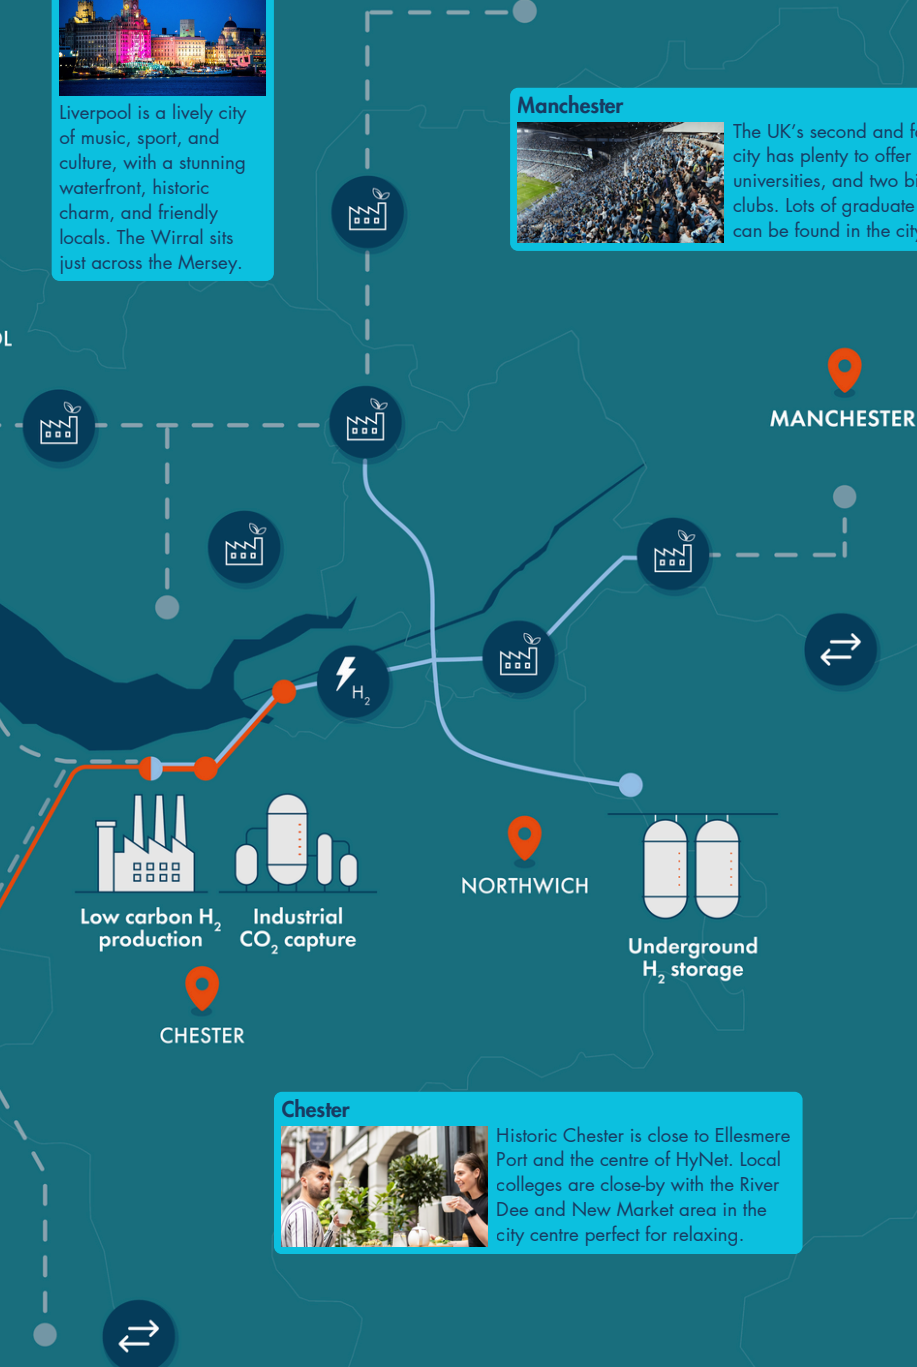 Liverpool is a lively city
of music, sport, and
culture, with a stunning
waterfront, historic
charm, and friendly
locals. The Wirral sits
just across the Mersey.
Manchester
The UK's second and
city has plenty to offer
universities, and two
clubs. Lots of graduate
can be found in the city
OL
MANCHESTER
H2
NORTHWICH
Low carbon H2
production
Industrial
CO2 capture
Underground
H2 storage
CHESTER
Chester
Historic Chester is close to Ellesmere
Port and the centre of HyNet. Local
colleges are close-by with the River
Dee and New Market area in the
city centre perfect for relaxing.